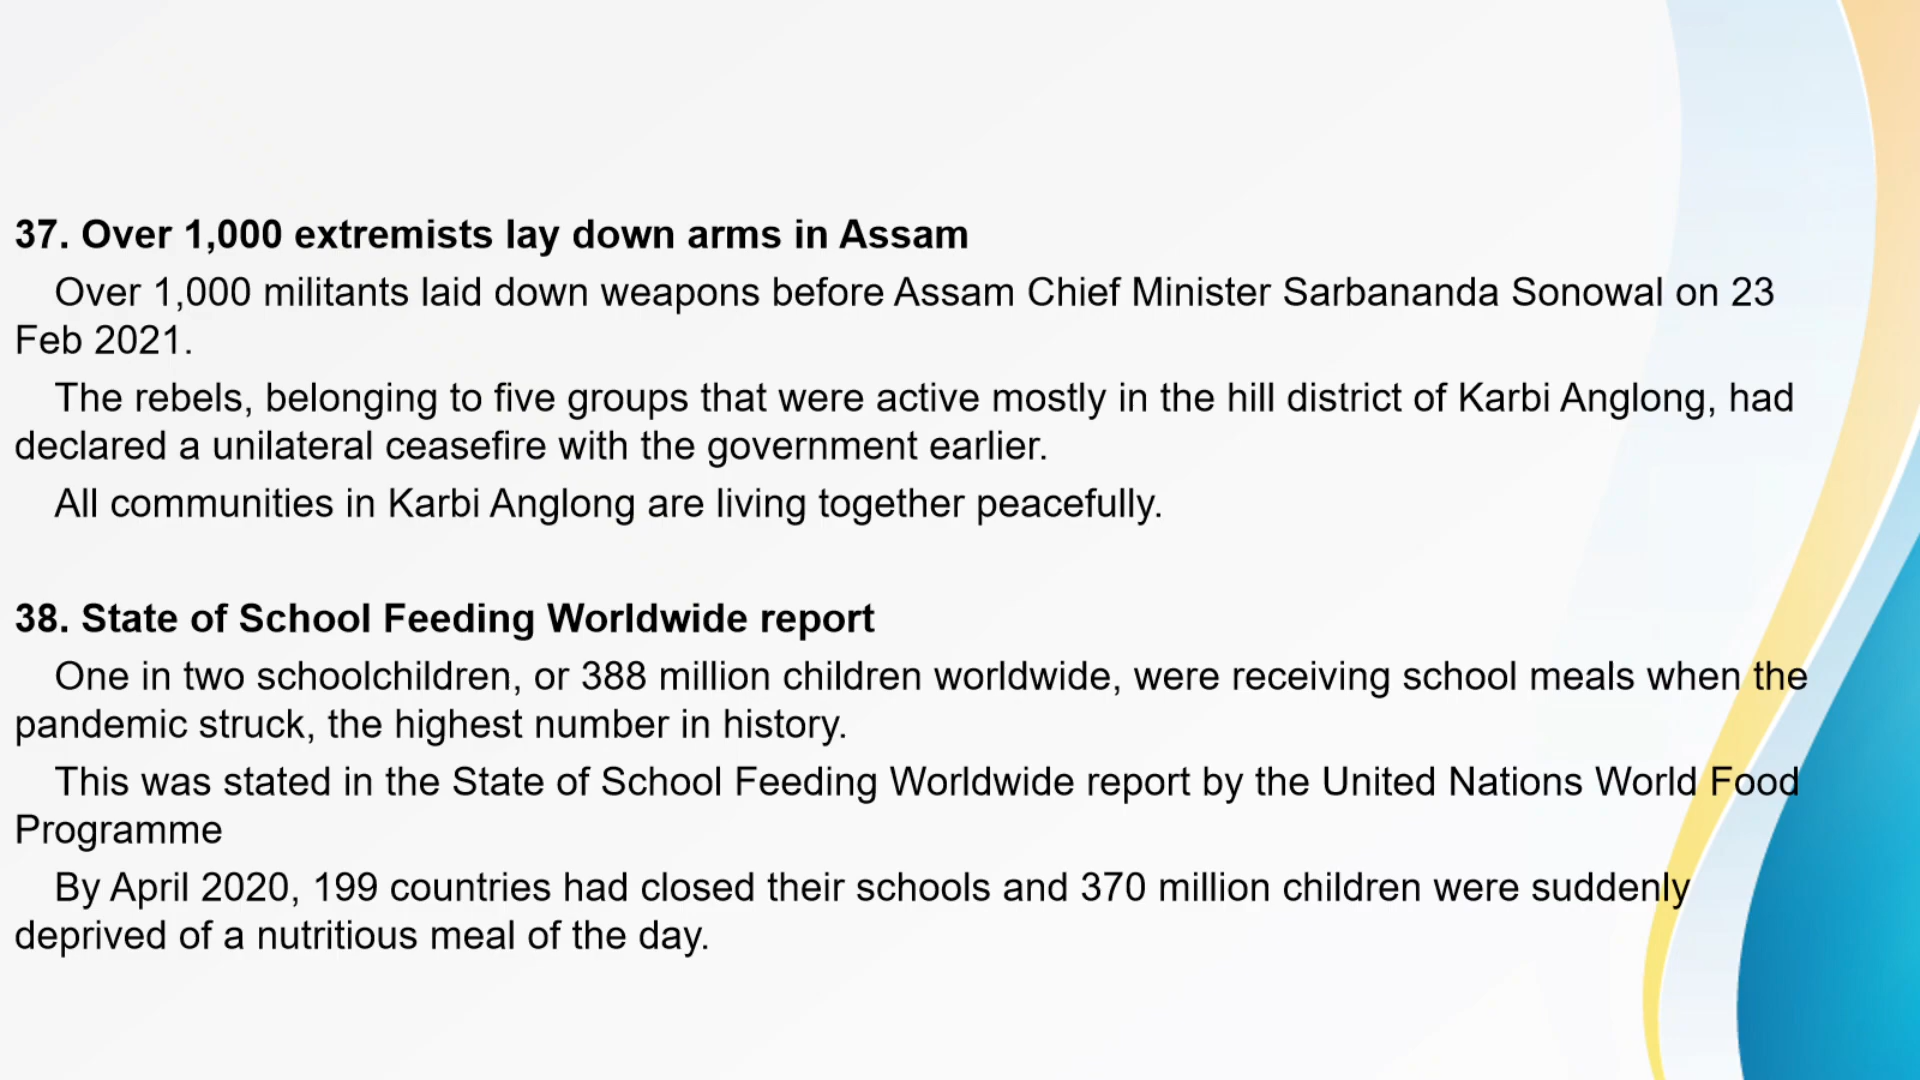 37. Over 1,000 extremists lay down arms in Assam
Over 1,000 militants laid down weapons before Assam Chief Minister Sarbananda Sonowal on 23
Feb 2021.
The rebels, belonging to five groups that were active mostly in the hill district of Karbi Anglong, had
declared a unilateral ceasefire with the government earlier.
All communities in Karbi Anglong are living together peacefully.
38. State of School Feeding Worldwide report
One in two schoolchildren, or 388 million children worldwide, were receiving school meals when the
pandemic struck, the highest number in history.
This was stated in the State of School Feeding Worldwide report by the United Nations World Food
Programme
By April 2020, 199 countries had closed their schools and 370 million children were suddenly
deprived of a nutritious meal of the day.